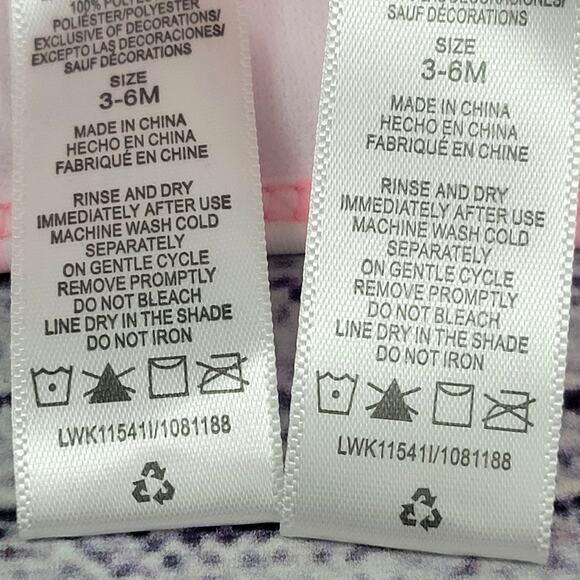 100% POLYES
POLIÉSTER/POLYESTER
EXCLUSIVE OF DECORATIONS/
EXCEPTO LAS DECORACIONES/
SAUF DÉCORATIONS
SIZE
3-6M
MADE IN CHINA
HECHO EN CHINA
FABRIQUÉ EN CHINE
RINSE AND DRY
IMMEDIATELY AFTER USE
MACHINE WASH COLD
SEPARATELY
ON GENTLE CYCLE
REMOVE PROMPTLY
DO NOT BLEACH
LINE DRY IN THE SHADE
DO NOT IRON
LWK11541I/1081188
SAUF DÉCORATIONS
SIZE
3-6M
MADE IN CHINA
HECHO EN CHINA
FABRIQUÉ EN CHINE
RINSE AND DRY
IMMEDIATELY AFTER USE
MACHINE WASH COLD
SEPARATELY
ON GENTLE CYCLE
REMOVE PROMPTLY
DO NOT BLEACH
LINE DRY IN THE SHADE
DO NOT IRON
LWK11541I/1081188